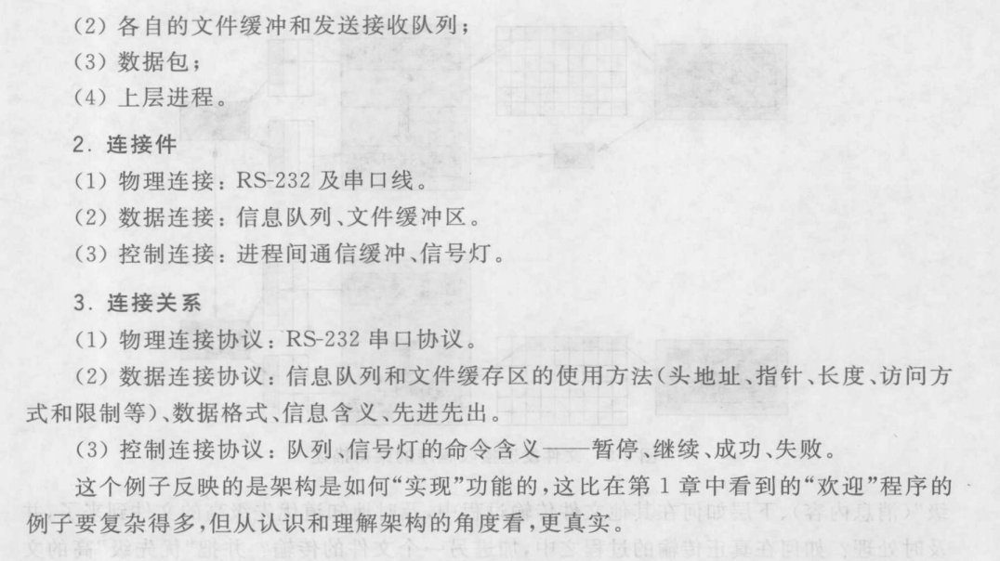 (2) 各自的文件缓冲和发送接收队列;
(3) 数据包;
(4) 上层进程。
2. 连接件
(1) 物理连接: RS-232 及串口线。
(2) 数据连接: 信息队列、文件缓冲区。
(3) 控制连接: 进程间通信缓冲、信号灯。
3. 连接关系
(1) 物理连接协议: RS-232 串口协议。
(2) 数据连接协议: 信息队列和文件缓存区的使用方法(头地址、指针、长度、访问方
式和限制等)、数据格式、信息含义、先进先出。
(3) 控制连接协议: 队列、信号灯的命令含义——暂停、继续、成功、失败。
这个例子反映的是架构是如何“实现”功能的,这比在第 1 章中看到的“欢迎”程序的
例子要复杂得多,但从认识和理解架构的角度看,更真实。